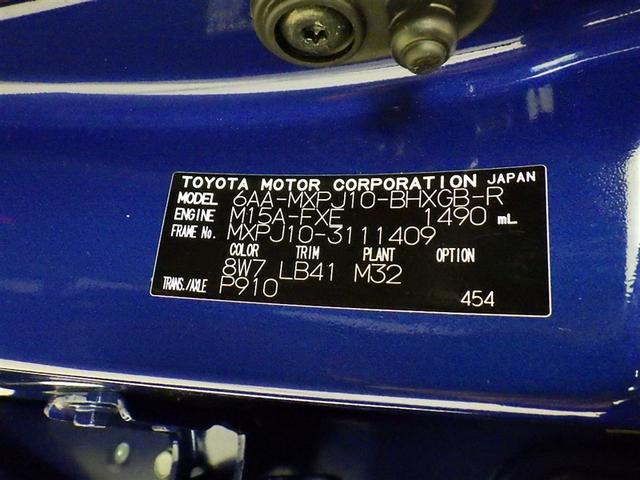 TOYOTA MOTOR CORPORATION JAPAN
MODEL 6AA-MXPJ10-BHXGB-R
ENGINE M15A-FXE 1490 mL
FRAME No. MXPJ10-3111409
COLOR TRIM PLANT OPTION
8W7 LB41 M32
TRANS./AXLE P910
454